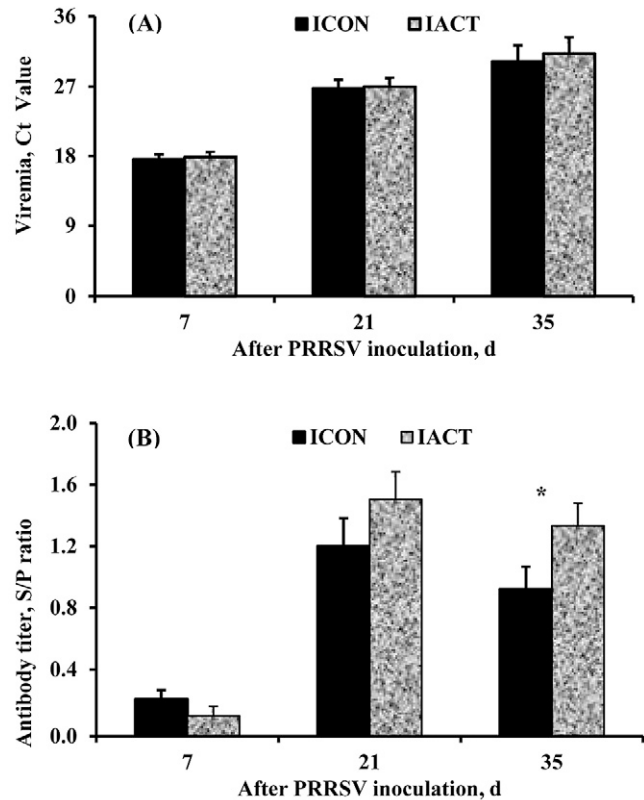 36
27
18
9
0
Viremia, Ct Value
(A)
ICON
IACT
7
21
35
After PRRSV inoculation, d
2.0
1.6
1.2
0.8
0.4
0.0
Antibody titer, S/P ratio
(B)
ICON
IACT
*
7
21
35
After PRRSV inoculation, d